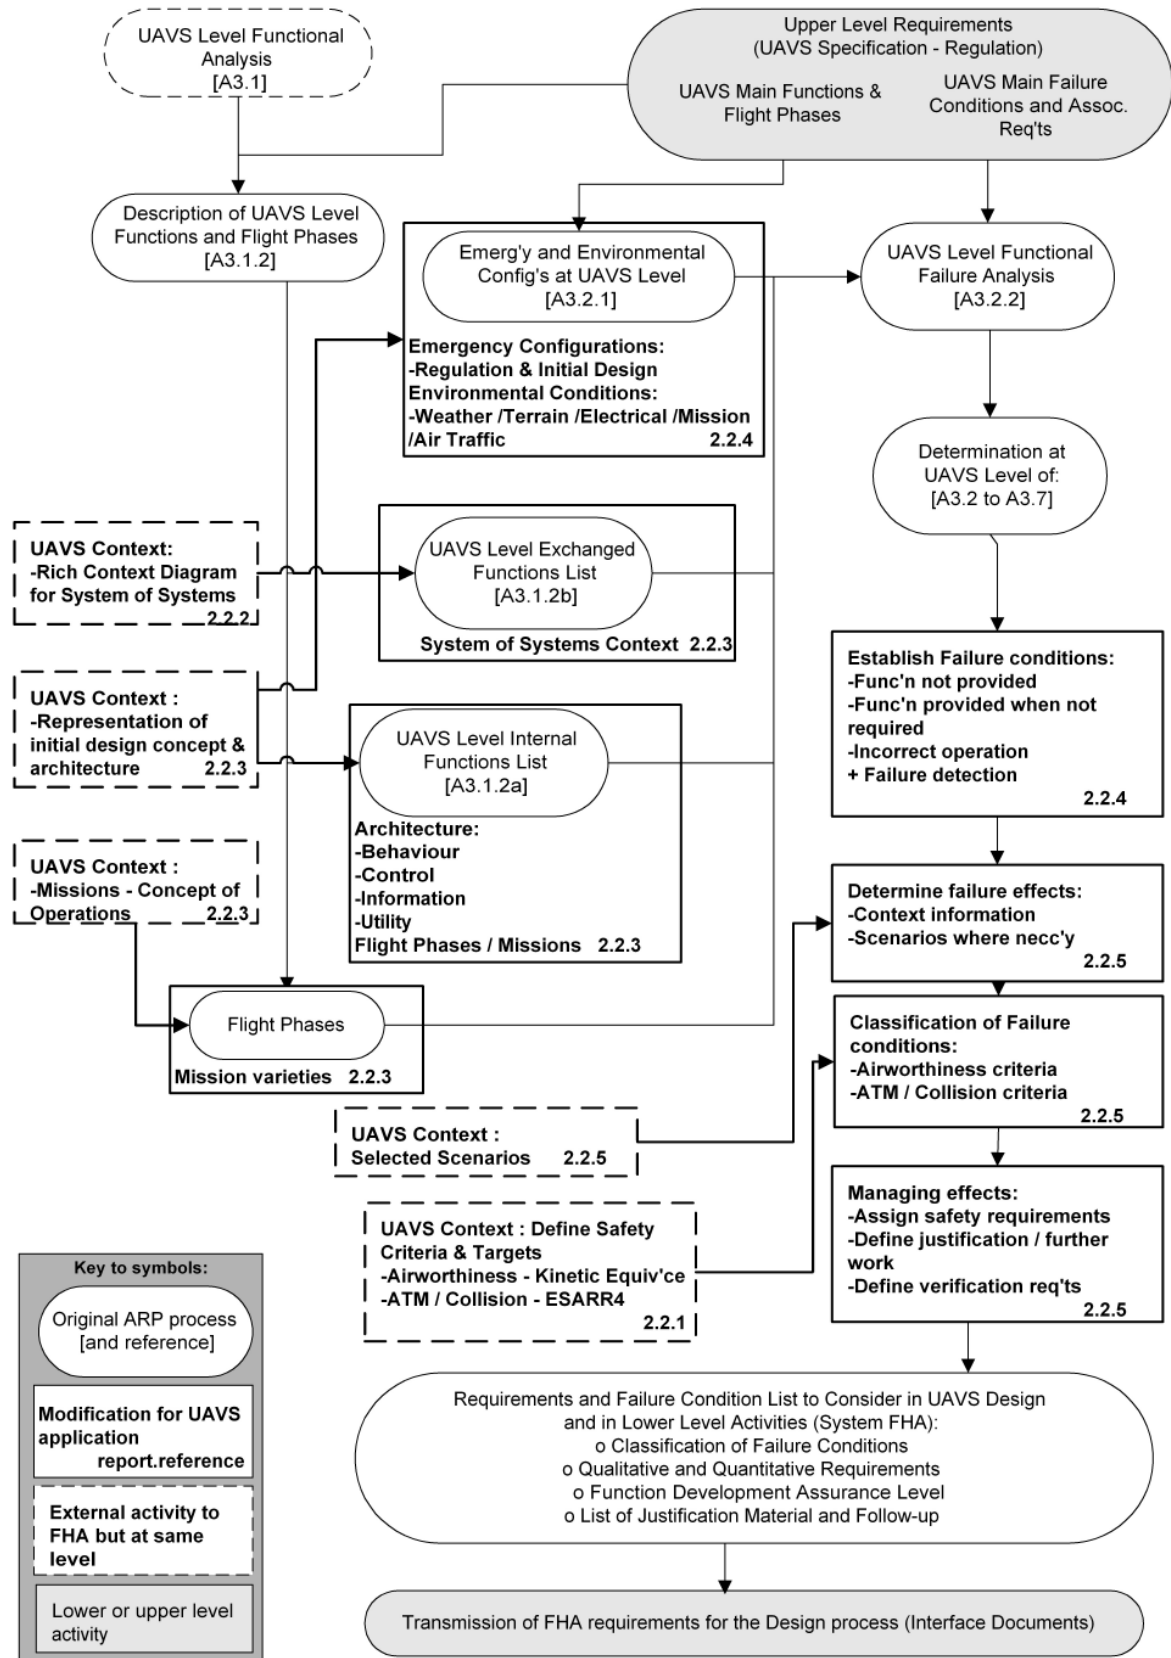 UAVS Level Functional
Analysis
[A3.1]
Upper Level Requirements
(UAVS Specification - Regulation)
UAVS Main Functions &
Flight Phases
UAVS Main Failure
Conditions and Assoc.
Req'ts
Description of UAVS Level
Functions and Flight Phases
[A3.1.2]
Emerg'y and Environmental
Config's at UAVS Level
[A3.2.1]
Emergency Configurations:
-Regulation & Initial Design
Environmental Conditions:
-Weather /Terrain /Electrical /Mission
/Air Traffic 2.2.4
UAVS Level Functional
Failure Analysis
[A3.2.2]
Determination at
UAVS Level of:
[A3.2 to A3.7]
UAVS Context:
-Rich Context Diagram
for System of Systems
2.2.2
UAVS Level Exchanged
Functions List
[A3.1.2b]
System of Systems Context 2.2.3
Establish Failure conditions:
-Func'n not provided
-Func'n provided when not
required
-Incorrect operation
+ Failure detection
2.2.4
UAVS Context :
-Representation of
initial design concept &
architecture 2.2.3
UAVS Level Internal
Functions List
[A3.1.2a]
Architecture:
-Behaviour
-Control
-Information
-Utility
Flight Phases / Missions 2.2.3
UAVS Context :
-Missions - Concept of
Operations 2.2.3
Determine failure effects:
-Context information
-Scenarios where necc'y
2.2.5
Flight Phases
Mission varieties 2.2.3
Classification of Failure
conditions:
-Airworthiness criteria
-ATM / Collision criteria
2.2.5
UAVS Context :
Selected Scenarios 2.2.5
UAVS Context : Define Safety
Criteria & Targets
-Airworthiness - Kinetic Equiv'ce
-ATM / Collision - ESARR4
2.2.1
Managing effects:
-Assign safety requirements
-Define justification / further
work
-Define verification req'ts
2.2.5
Key to symbols:
Original ARP process
[and reference]
Modification for UAVS
application
report.reference
External activity to
FHA but at same
level
Lower or upper level
activity
Requirements and Failure Condition List to Consider in UAVS Design
and in Lower Level Activities (System FHA):
o Classification of Failure Conditions
o Qualitative and Quantitative Requirements
o Function Development Assurance Level
o List of Justification Material and Follow-up
Transmission of FHA requirements for the Design process (Interface Documents)